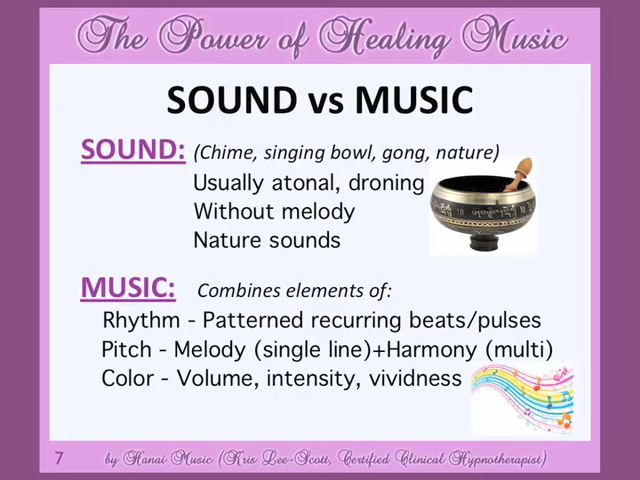 The Power of Healing Music
SOUND vs MUSIC
SOUND: (Chime, singing bowl, gong, nature)
Usually atonal, droning
Without melody
Nature sounds
MUSIC: Combines elements of:
Rhythm - Patterned recurring beats/pulses
Pitch - Melody (single line)+Harmony (multi)
Color - Volume, intensity, vividness
7 by Hanai Music (Kris Lee-Scott, Certified Clinical Hypnotherapist)